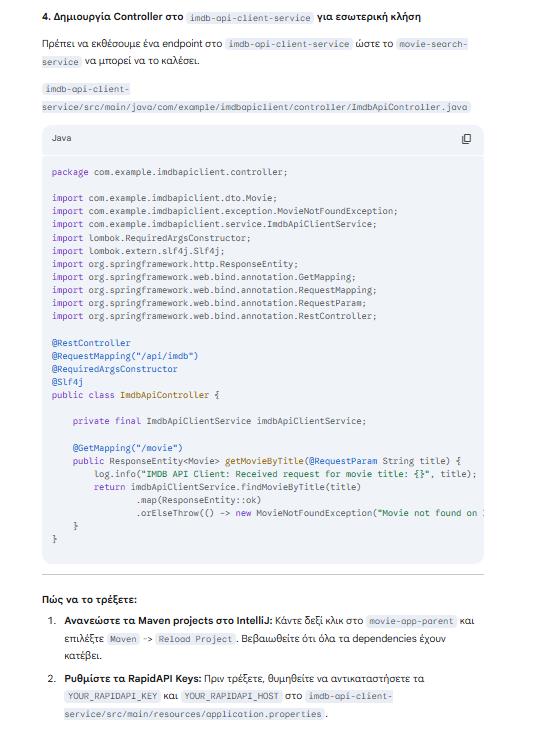 4. Δημιουργία Controller στο imdb-api-client-service για εσωτερική κλήση
Πρέπει να εκθέσουμε ένα endpoint στο imdb-api-client-service ώστε το movie-search-
service να μπορεί να το καλέσει.
imdb-api-client-
service/src/main/java/com/example/imdbapiclient/controller/ImdbApiController.java
Java
package com.example.imdbapiclient.controller;
import com.example.imdbapiclient.dto.Movie;
import com.example.imdbapiclient.exception.MovieNotFoundException;
import com.example.imdbapiclient.service.ImdbApiClientService;
import lombok.RequiredArgsConstructor;
import lombok.extern.slf4j.Slf4j;
import org.springframework.http.ResponseEntity;
import org.springframework.web.bind.annotation.GetMapping;
import org.springframework.web.bind.annotation.RequestMapping;
import org.springframework.web.bind.annotation.RequestParam;
import org.springframework.web.bind.annotation.RestController;
@RestController
@RequestMapping("/api/imdb")
@RequiredArgsConstructor
@Slf4j
public class ImdbApiController {
    private final ImdbApiClientService imdbApiClientService;
    @GetMapping("/movie")
    public ResponseEntity<Movie> getMovieByTitle(@RequestParam String title) {
        log.info("IMDB API Client: Received request for movie title: {}", title);
        return imdbApiClientService.findMovieByTitle(title)
                .map(ResponseEntity::ok)
                .orElseThrow(() -> new MovieNotFoundException("Movie not found on
    }
}
Πώς να το τρέξετε:
1. Ανανεώστε τα Maven projects στο IntelliJ: Κάντε δεξί κλικ στο movie-app-parent και
επιλέξτε Maven -> Reload Project. Βεβαιωθείτε ότι όλα τα dependencies έχουν
κατέβει.
2. Ρυθμίστε τα RapidAPI Keys: Πριν τρέξετε, θυμηθείτε να αντικαταστήσετε τα
YOUR_RAPIDAPI_KEY και YOUR_RAPIDAPI_HOST στο imdb-api-client-
service/src/main/resources/application.properties.